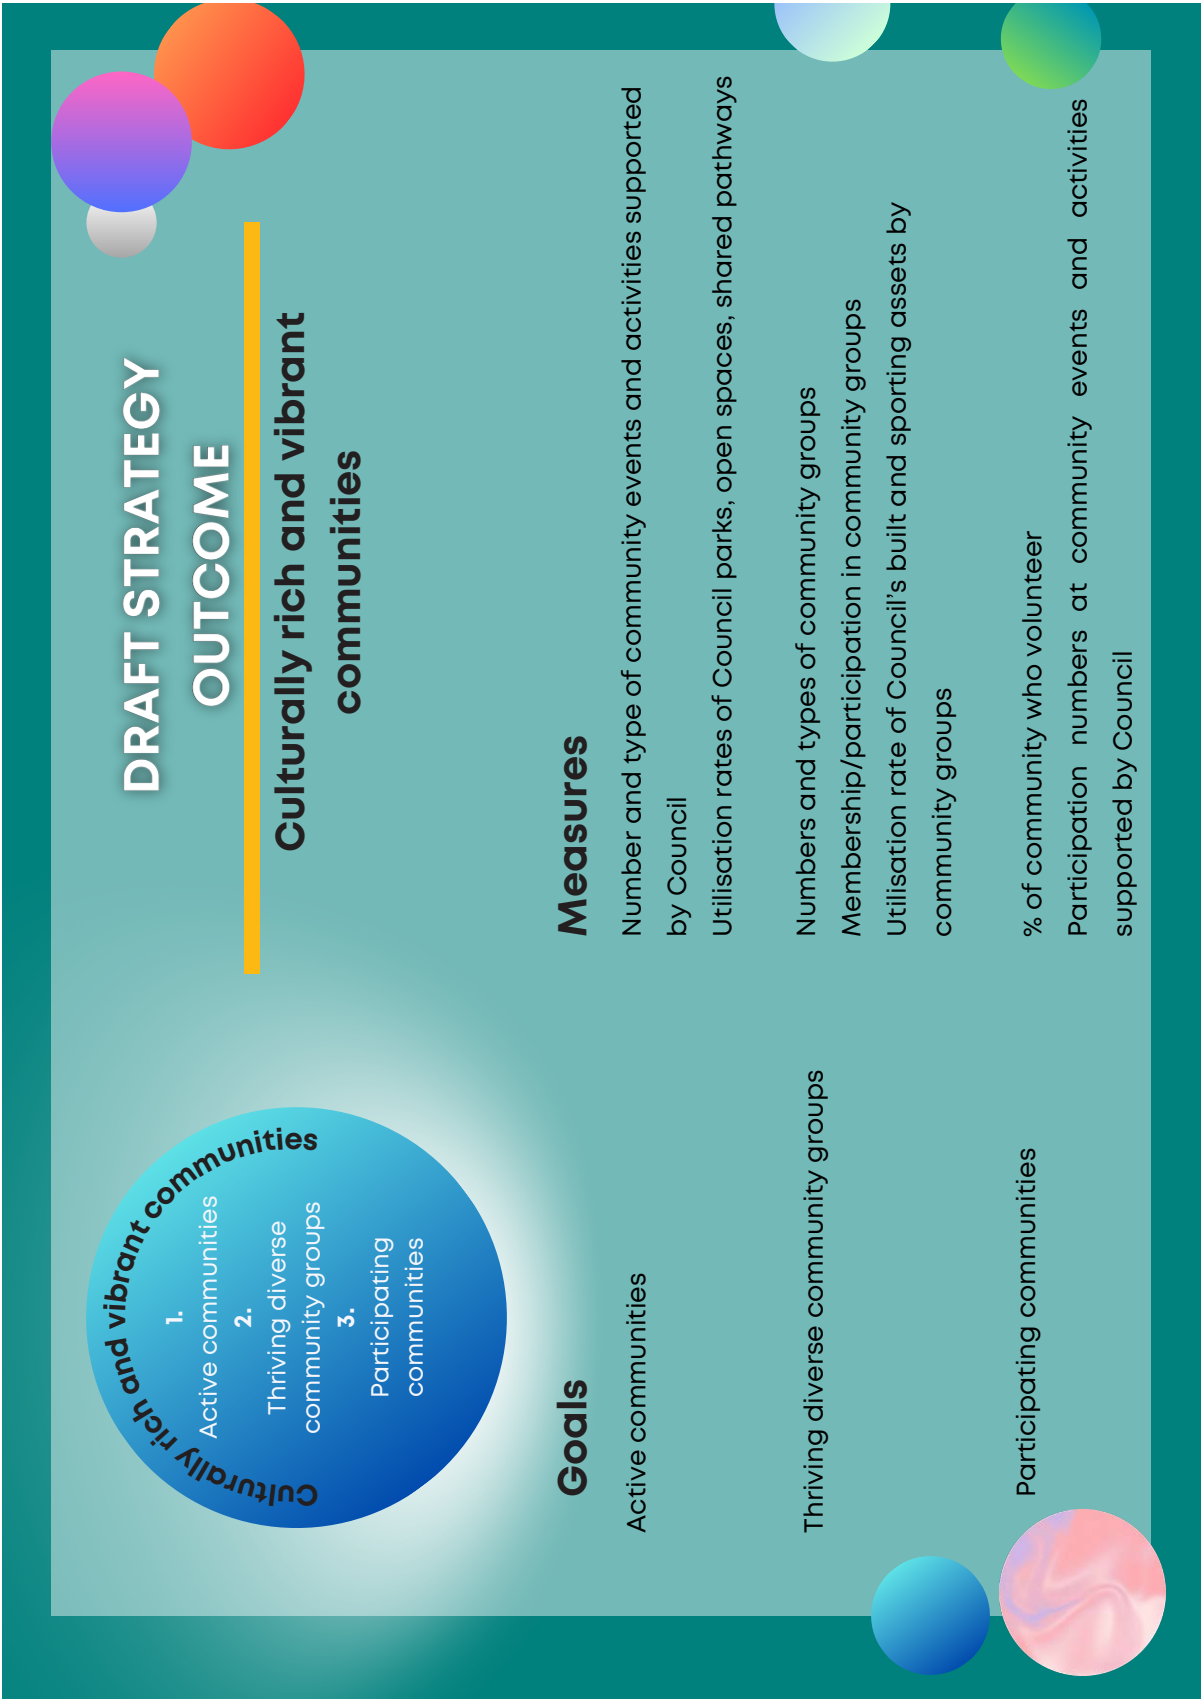 Culturally rich and vibrant communities
1.
Active communities
2.
Thriving diverse
community groups
3.
Participating
communities
DRAFT STRATEGY
OUTCOME
Culturally rich and vibrant
communities
Goals
Measures
Active communities
Number and type of community events and activities supported
by Council
Utilisation rates of Council parks, open spaces, shared pathways
Thriving diverse community groups
Numbers and types of community groups
Membership/participation in community groups
Utilisation rate of Council’s built and sporting assets by
community groups
Participating communities
% of community who volunteer
Participation numbers at community events and activities
supported by Council